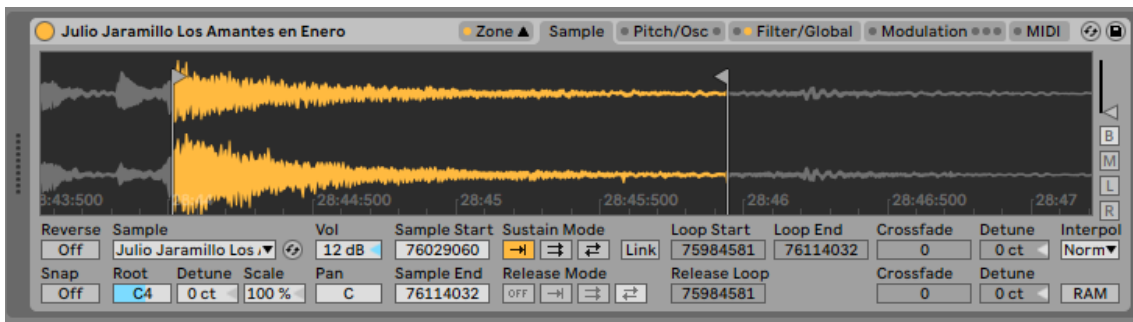 Julio Jaramillo Los Amantes en Enero Zone Sample Pitch/Osc Filter/Global Modulation MIDI
B
M
L
R
3:43:500 28:44:500 28:45 28:45:500 28:46 28:46:500 28:47
Reverse Sample Vol Sample Start Sustain Mode Loop Start Loop End Crossfade Detune Interpol
Off Julio Jaramillo Los 12 dB 76029060 Link 75984581 76114032 0 0 ct Norm
Snap Root Detune Scale Pan Sample End Release Mode Release Loop Crossfade Detune
Off C4 0 ct 100 % C 76114032 OFF 75984581 0 0 ct RAM